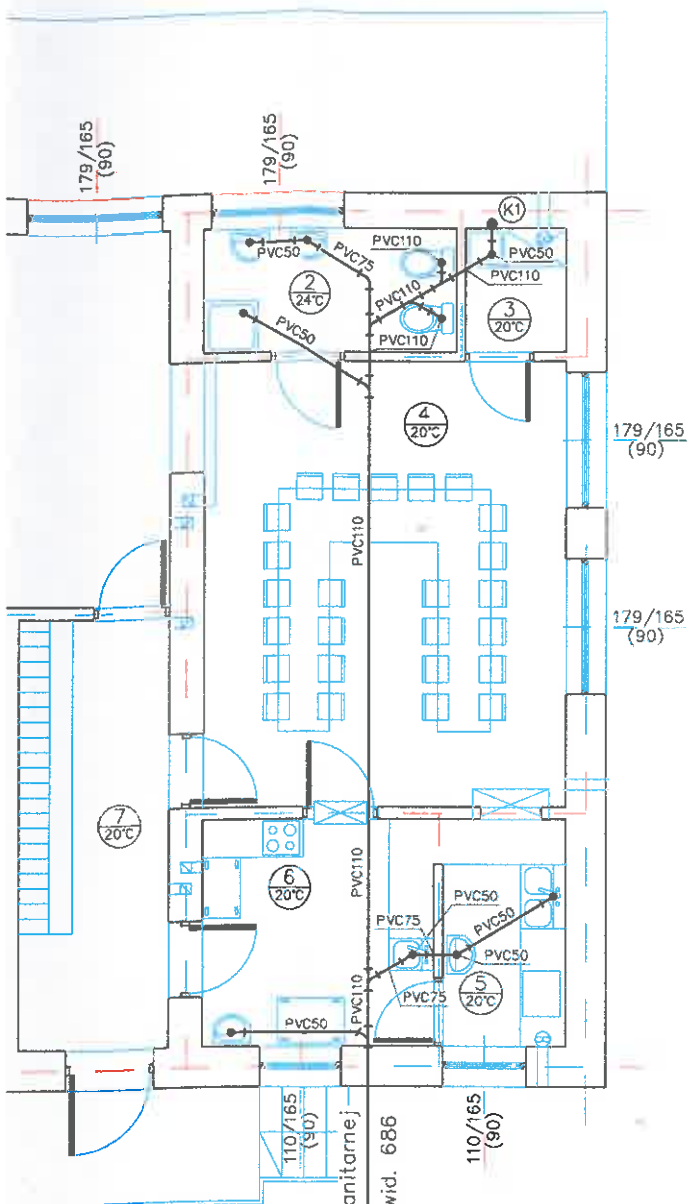 179/165
(90)
179/165
(90)
K1
PVC110
PVC50
PVC75
PVC50
PVC110
2
24°C
PVC110
3
20°C
PVC50
PVC110
4
20°C
179/165
(90)
PVC110
179/165
(90)
7
20°C
6
20°C
PVC110
PVC50
PVC50
PVC75
PVC50
5
20°C
PVC75
PVC110
PVC50
110/165
(90)
anitarnej
wid. 686
110/165
(90)